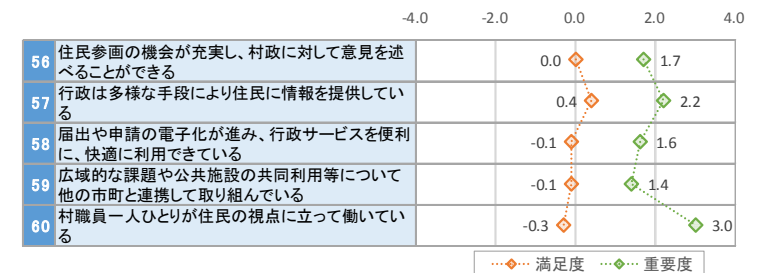 -4.0 -2.0 0.0 2.0 4.0
56 住民参画の機会が充実し、村政に対して意見を述
べることができる
0.0 1.7
57 行政は多様な手段により住民に情報を提供してい
る
0.4 2.2
58 届出や申請の電子化が進み、行政サービスを便利
に、快適に利用できている
-0.1 1.6
59 広域的な課題や公共施設の共同利用等について
他の市町と連携して取り組んでいる
-0.1 1.4
60 村職員一人ひとりが住民の視点に立って働いてい
る
-0.3 3.0
満足度 重要度